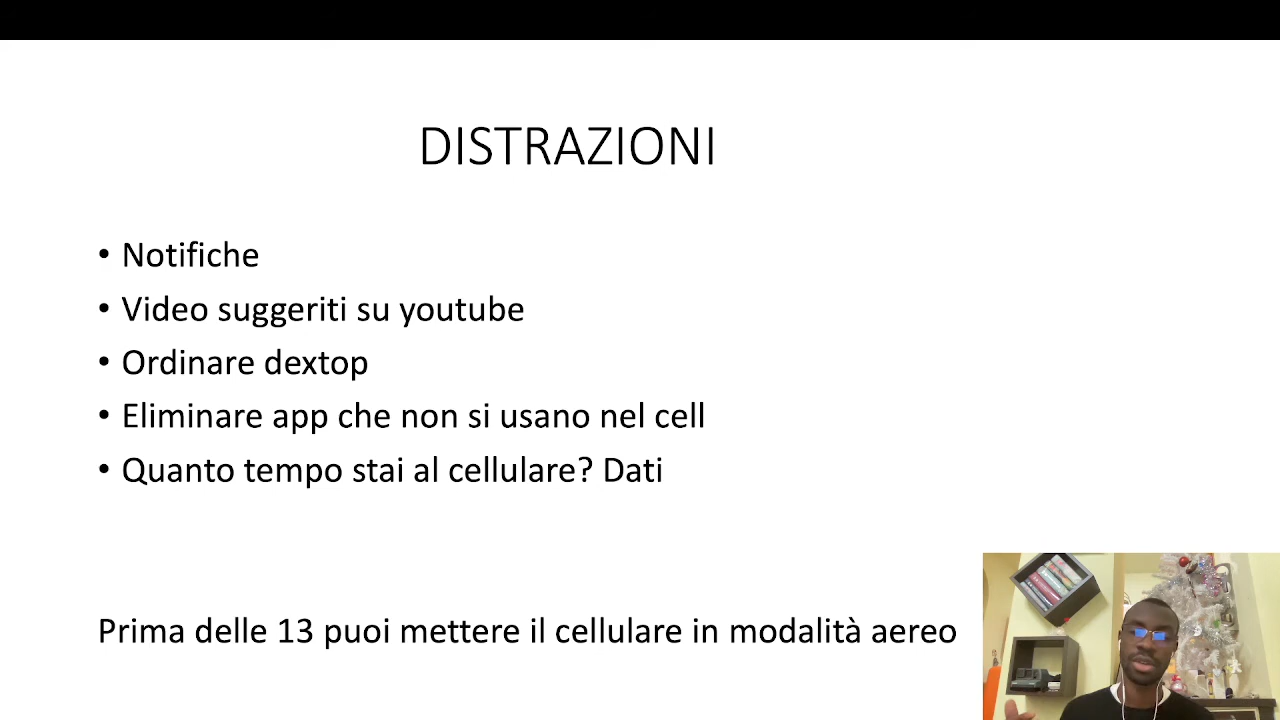 DISTRAZIONI
• Notifiche
• Video suggeriti su youtube
• Ordinare dextop
• Eliminare app che non si usano nel cell
• Quanto tempo stai al cellulare? Dati
Prima delle 13 puoi mettere il cellulare in modalità aereo